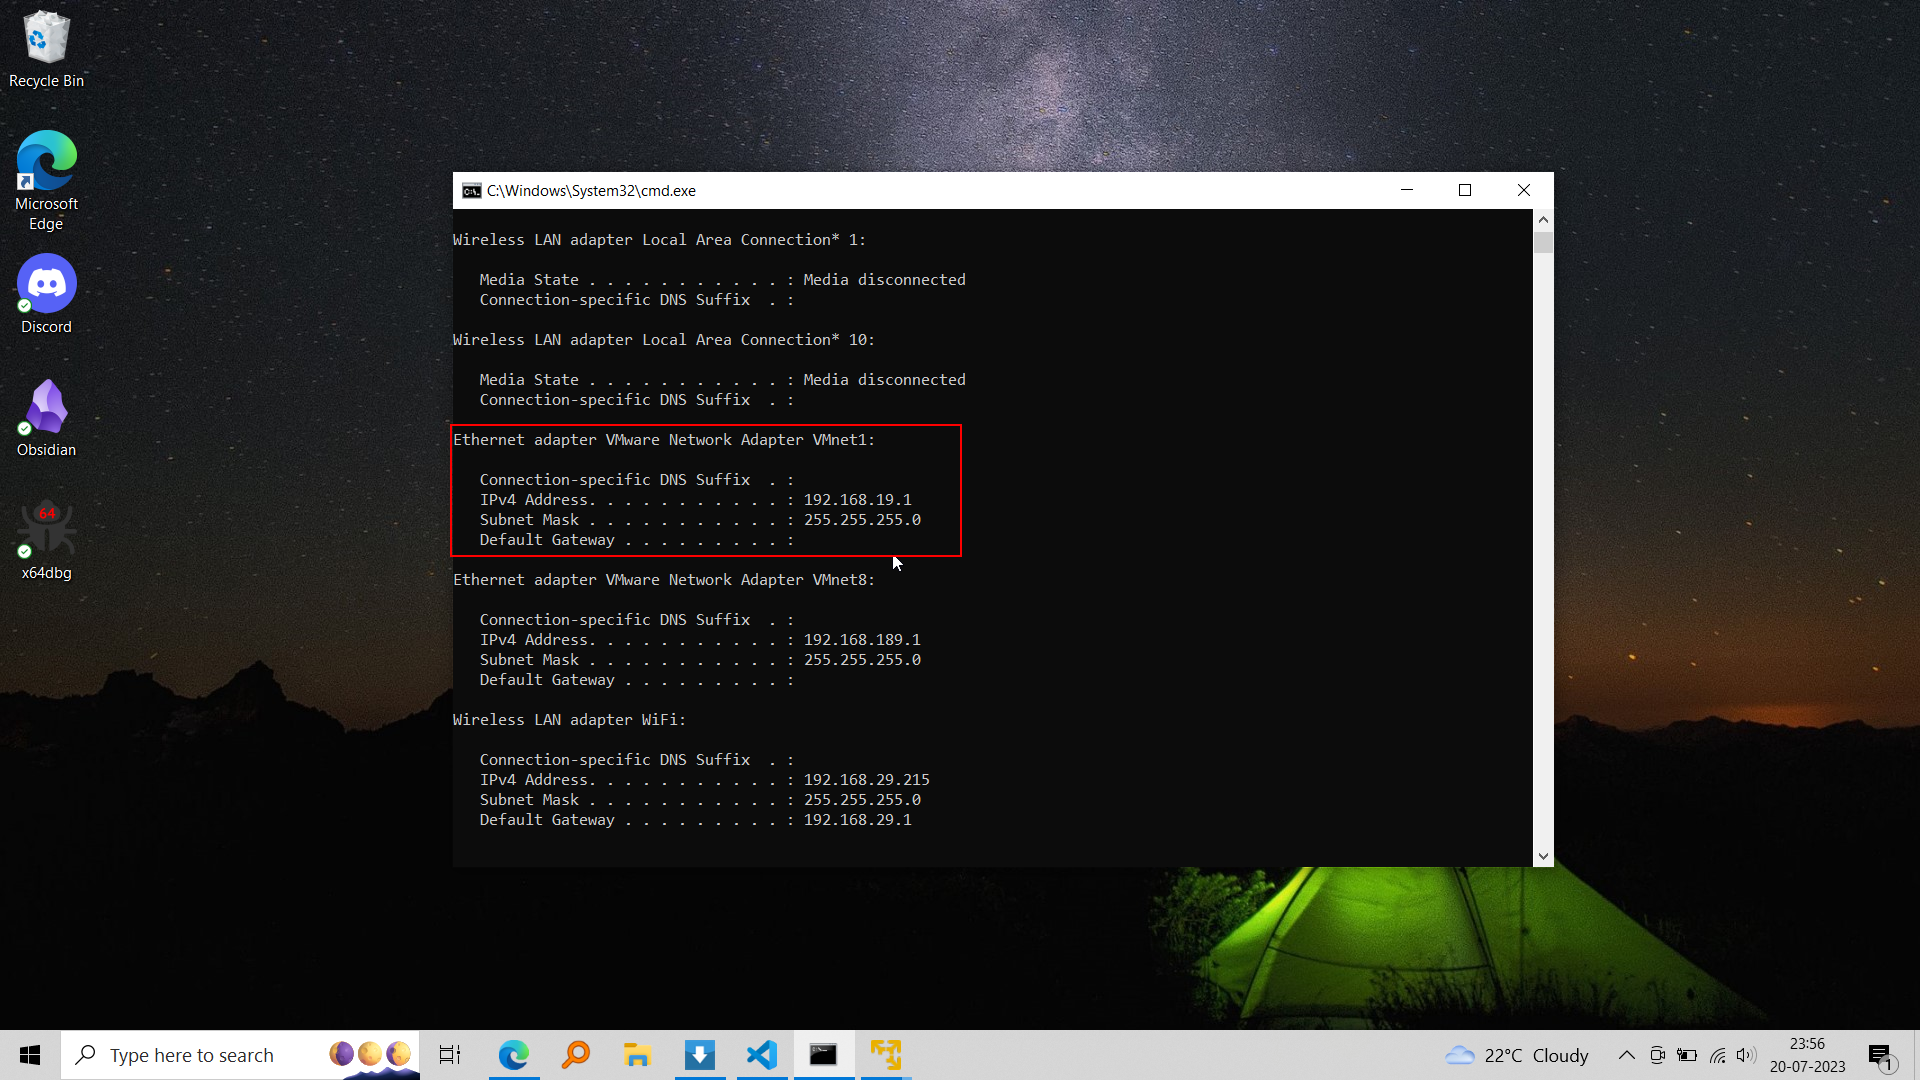 Recycle Bin
Microsoft
Edge
Discord
Obsidian
64
x64dbg
C:\Windows\System32\cmd.exe
Wireless LAN adapter Local Area Connection* 1:
Media State . . . . . . . . . . . : Media disconnected
Connection-specific DNS Suffix  . :
Wireless LAN adapter Local Area Connection* 10:
Media State . . . . . . . . . . . : Media disconnected
Connection-specific DNS Suffix  . :
Ethernet adapter VMware Network Adapter VMnet1:
Connection-specific DNS Suffix  . :
IPv4 Address. . . . . . . . . . . : 192.168.19.1
Subnet Mask . . . . . . . . . . . : 255.255.255.0
Default Gateway . . . . . . . . . :
Ethernet adapter VMware Network Adapter VMnet8:
Connection-specific DNS Suffix  . :
IPv4 Address. . . . . . . . . . . : 192.168.189.1
Subnet Mask . . . . . . . . . . . : 255.255.255.0
Default Gateway . . . . . . . . . :
Wireless LAN adapter WiFi:
Connection-specific DNS Suffix  . :
IPv4 Address. . . . . . . . . . . : 192.168.29.215
Subnet Mask . . . . . . . . . . . : 255.255.255.0
Default Gateway . . . . . . . . . : 192.168.29.1
Type here to search
22°C Cloudy
23:56
20-07-2023
1